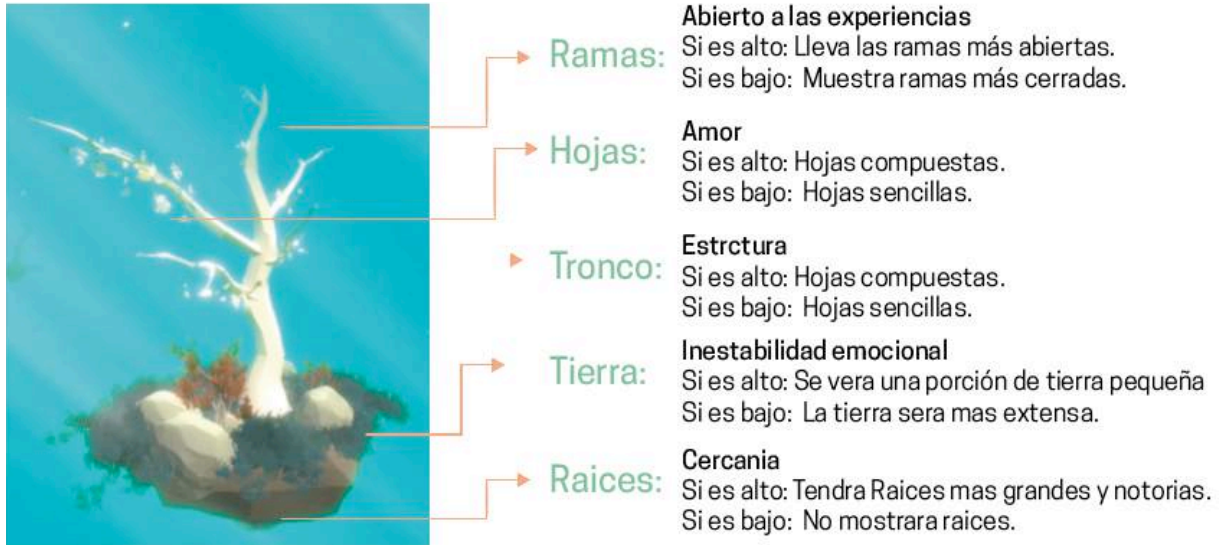 Ramas:
Abierto a las experiencias
Si es alto: Lleva las ramas más abiertas.
Si es bajo: Muestra ramas más cerradas.
Hojas:
Amor
Si es alto: Hojas compuestas.
Si es bajo: Hojas sencillas.
Tronco:
Estrctura
Si es alto: Hojas compuestas.
Si es bajo: Hojas sencillas.
Tierra:
Inestabilidad emocional
Si es alto: Se vera una porción de tierra pequeña
Si es bajo: La tierra sera mas extensa.
Raices:
Cercania
Si es alto: Tendra Raices mas grandes y notorias.
Si es bajo: No mostrara raices.